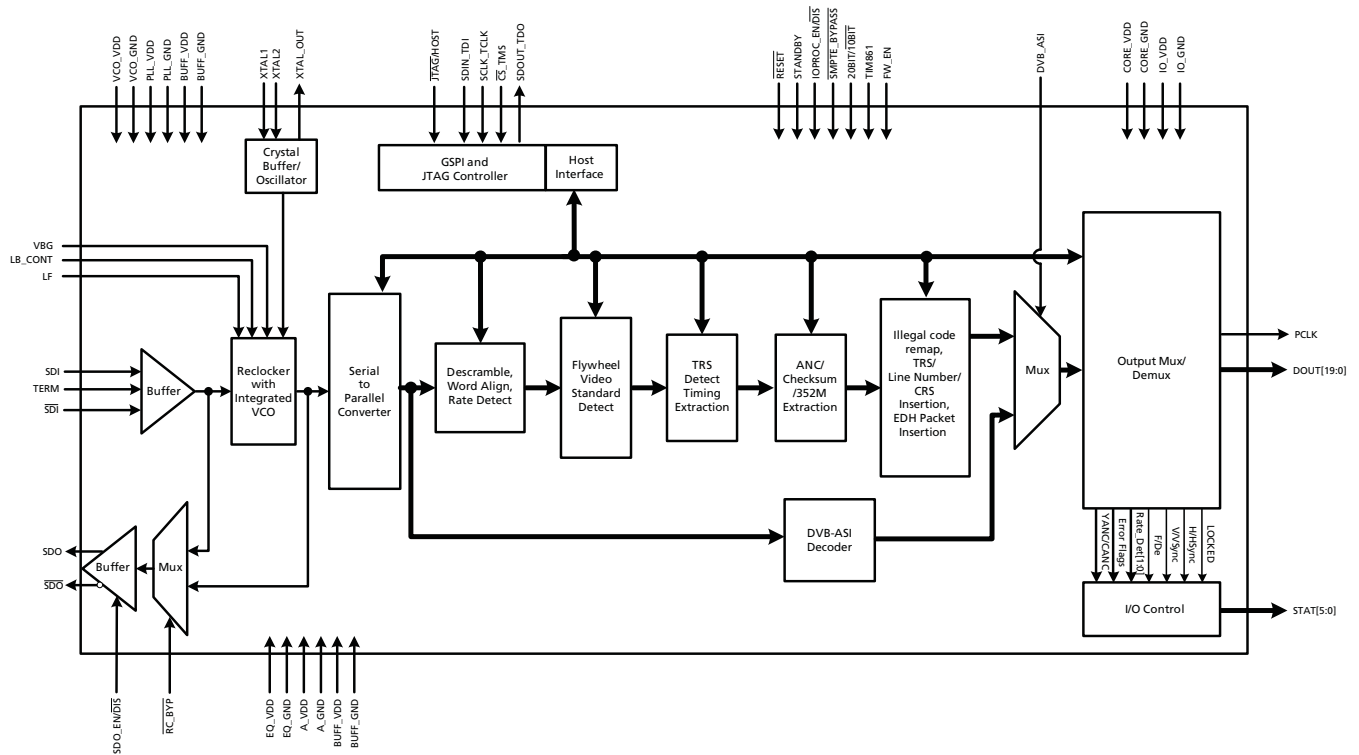 VCO_VDD
VCO_GND
PLL_VDD
PLL_GND
BUFF_VDD
BUFF_GND
XTAL1
XTAL2
XTAL_OUT
JTAG/HOST
SDIN_TDI
SCLK_TCLK
CS_TMS
SDOUT_TDO
RESET
STANDBY
IOPROC_EN/DIS
SMPTE_BYPASS
20BIT/10BIT
TIM861
FW_EN
DVB_ASI
CORE_VDD
CORE_GND
IO_VDD
IO_GND
Crystal
Buffer/
Oscillator
GSPI and
JTAG Controller
Host
Interface
VBG
LB_CONT
LF
SDI
TERM
SDI
Buffer
Reclocker
with
Integrated
VCO
Serial
to
Parallel
Converter
Descramble,
Word Align,
Rate Detect
Flywheel
Video
Standard
Detect
TRS
Detect
Timing
Extraction
ANC/
Checksum
/352M
Extraction
Illegal code
remap,
TRS/
Line Number/
CRS
Insertion,
EDH Packet
Insertion
Mux
Output Mux/
Demux
PCLK
DOUT[19:0]
DVB-ASI
Decoder
SDO
SDO
Buffer
Mux
YANC/CANC
Error Flags
Rate_Det[1:0]
F/De
V/VSync
H/HSync
LOCKED
I/O Control
STAT[5:0]
SDO_EN/DIS
RC_BYP
EQ_VDD
EQ_GND
A_VDD
A_GND
BUFF_VDD
BUFF_GND